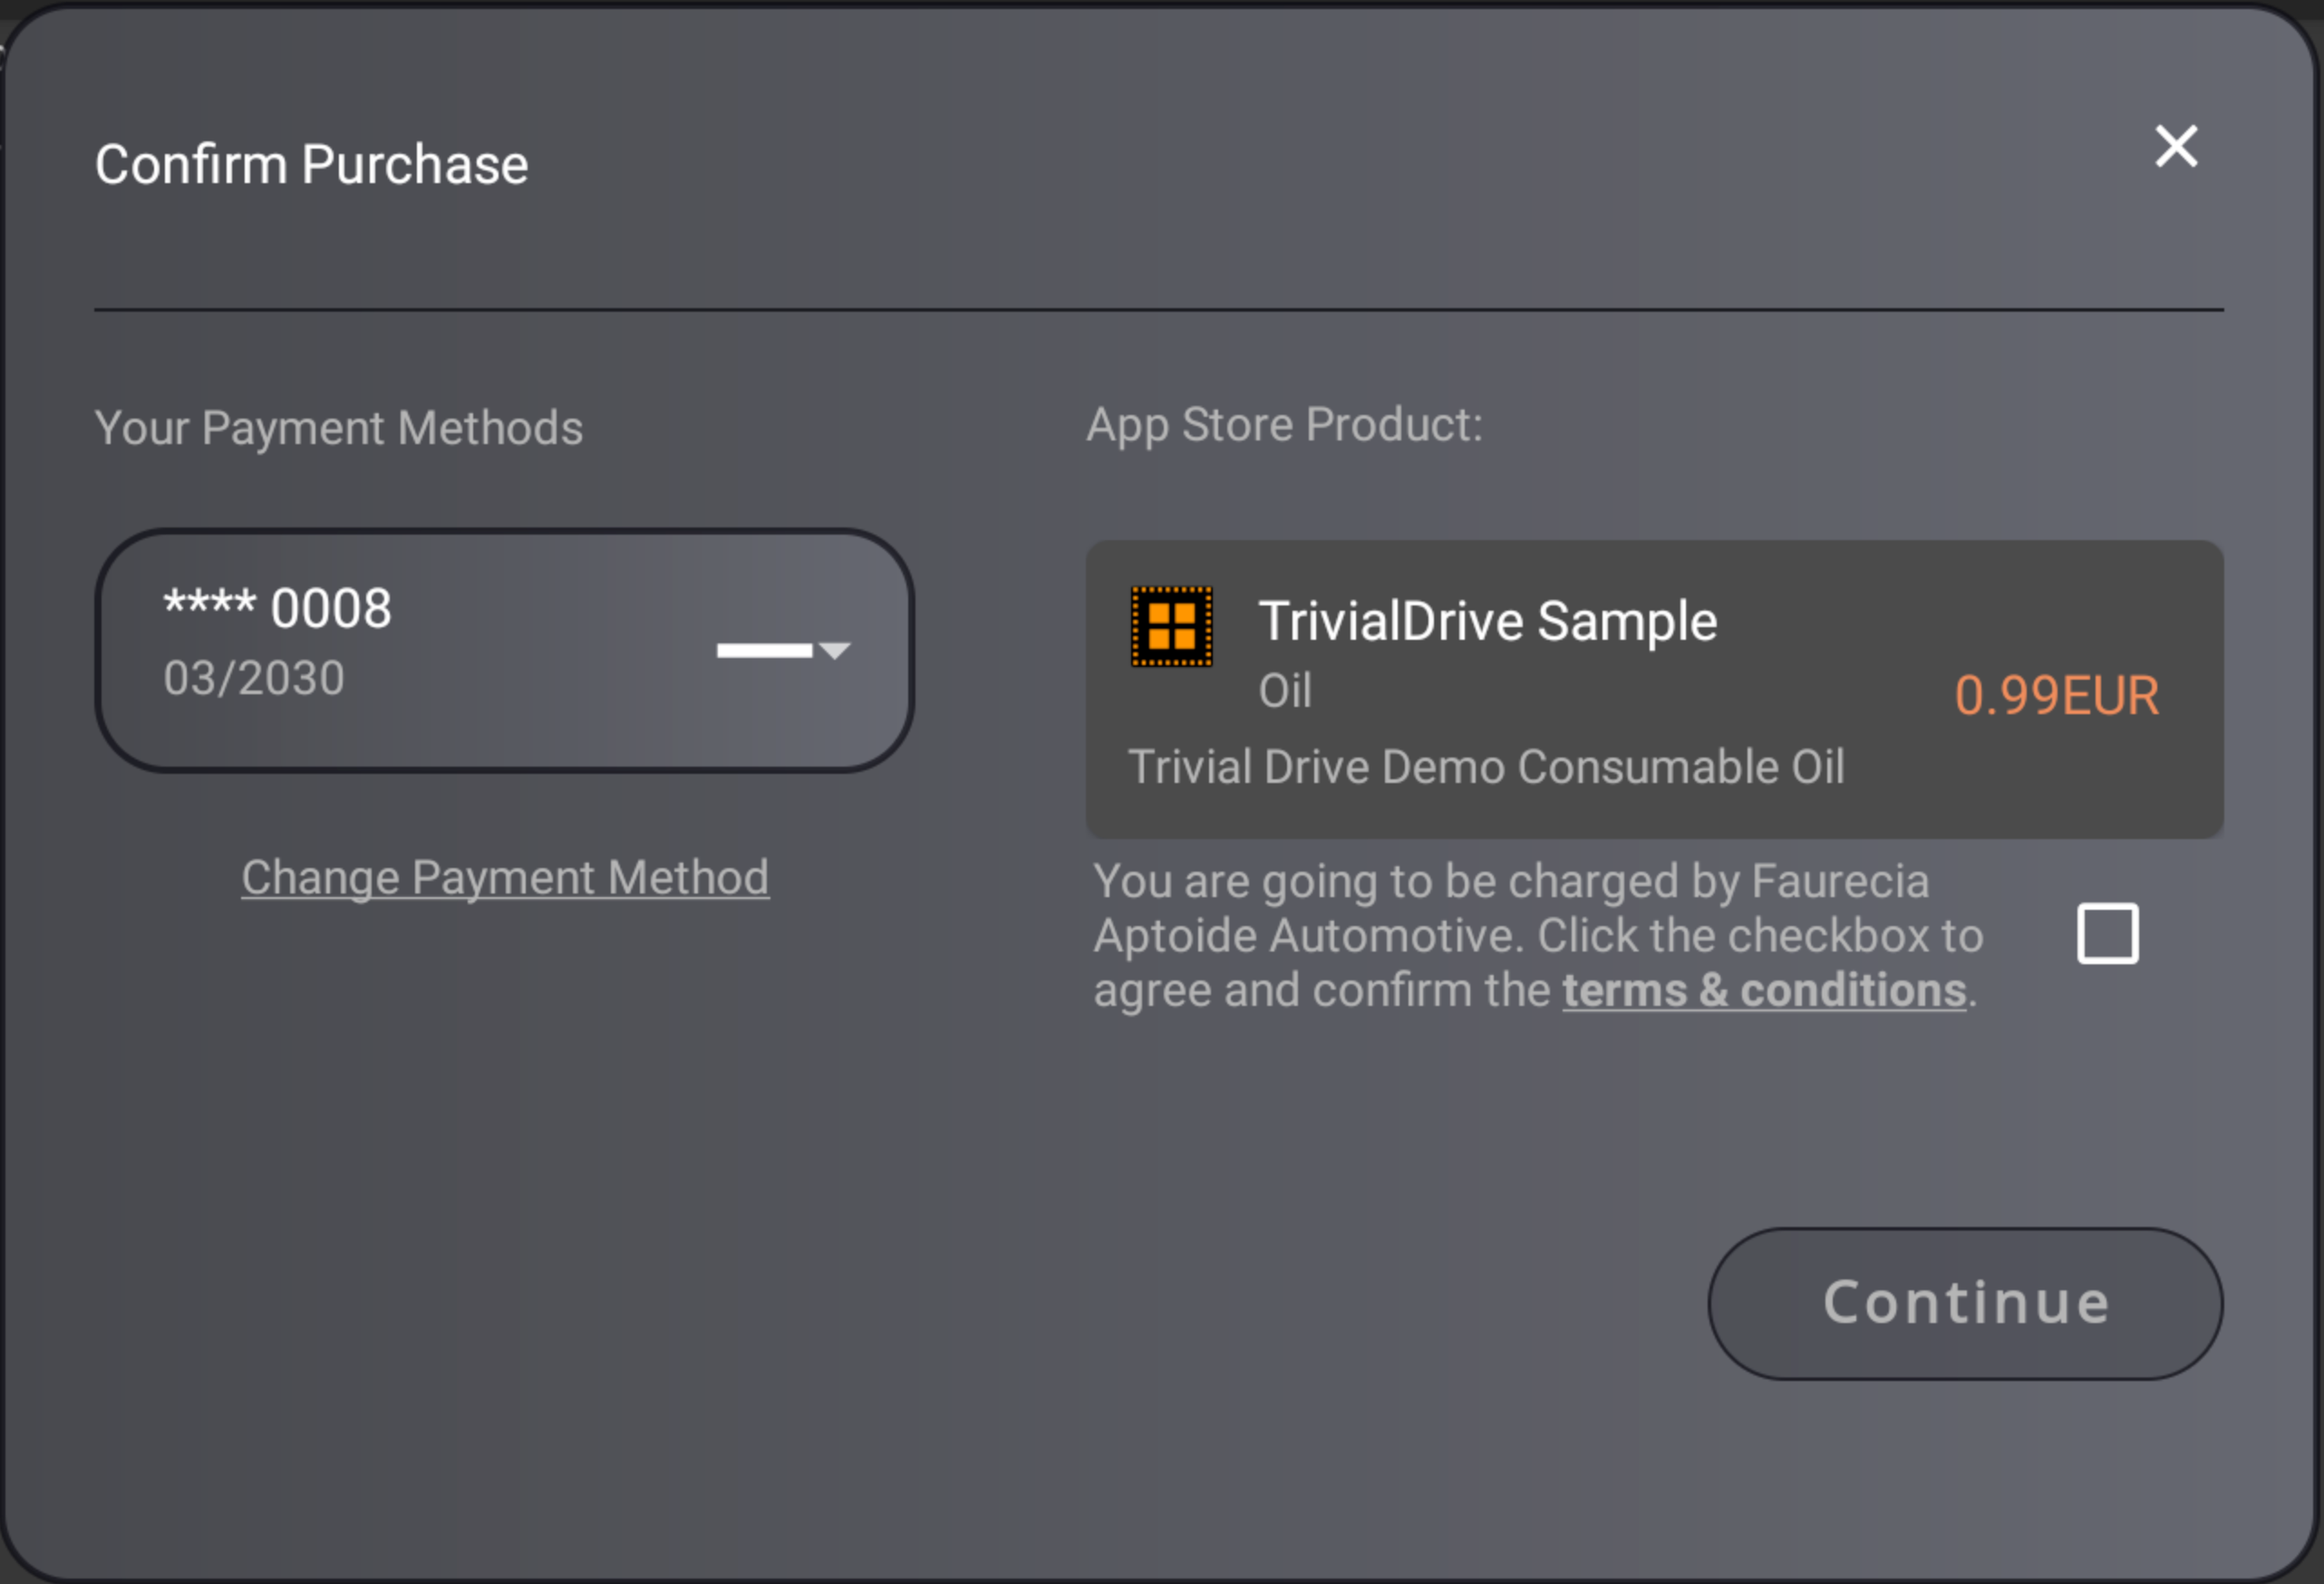 Confirm Purchase
Your Payment Methods
**** 0008
03/2030
Change Payment Method
App Store Product:
TrivialDrive Sample
Oil
0.99EUR
Trivial Drive Demo Consumable Oil
You are going to be charged by Faurecia
Aptoide Automotive. Click the checkbox to
agree and confirm the terms & conditions.
Continue